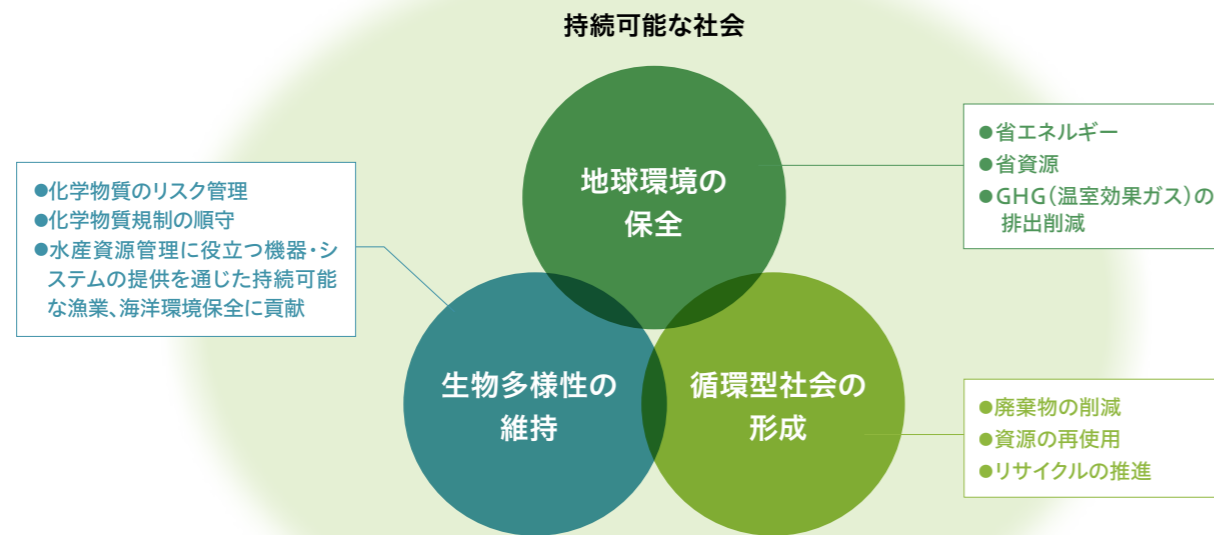 持続可能な社会
地球環境の
保全
●省エネルギー
●省資源
●GHG（温室効果ガス）の
排出削減
●化学物質のリスク管理
●化学物質規制の順守
●水産資源管理に役立つ機器・シ
ステムの提供を通じた持続可能
な漁業、海洋環境保全に貢献
生物多様性の
維持
循環型社会の
形成
●廃棄物の削減
●資源の再使用
●リサイクルの推進